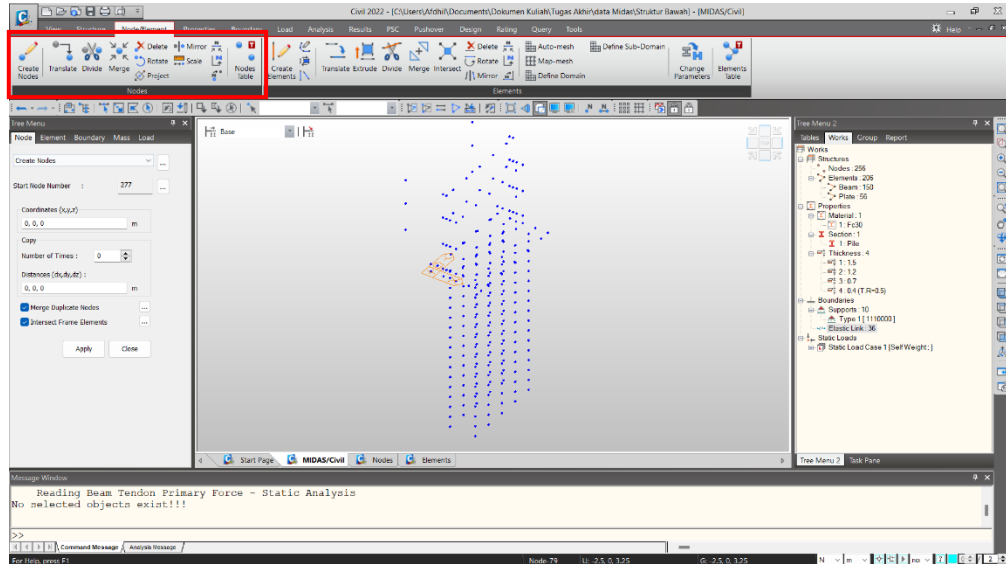 Civil 2022 - [C:\Users\Afdhil\Documents\Dokumen Kuliah\Tugas Akhir\data Midas\Struktur Bawah] - [MIDAS/Civil]
View Structure Node/Element Properties Boundary Load Analysis Results PSC Pushover Design Rating Query Tools Help
Create Nodes Translate Divide Merge Delete Mirror Rotate Scale Project Nodes Table
Create Elements Translate Extrude Divide Merge Intersect Delete Rotate Mirror Auto-mesh Map-mesh Define Domain Define Sub-Domain Change Parameters Elements Table
Nodes Elements
Base
Tree Menu
Node Element Boundary Mass Load
Create Nodes
Start Node Number : 277
Coordinates (x,y,z)
0, 0, 0 m
Copy
Number of Times : 0
Distances (dx,dy,dz) :
0, 0, 0 m
Merge Duplicate Nodes
Intersect Frame Elements
Apply Close
Tree Menu 2
Tables Works Group Report
Works
Structures
Nodes : 256
Elements : 206
Beam : 150
Plate : 56
Properties
Material : 1
1 : Fc30
Section : 1
1 : Pile
Thickness : 4
1 : 1.5
2 : 1.2
3 : 0.7
4 : 0.4 (T.R=0.5)
Boundaries
Supports : 10
Type 1 [ 1110000 ]
Elastic Link : 36
Static Loads
Static Load Case 1 [Self Weight ; ]
Start Page MIDAS/Civil Nodes Elements
Tree Menu 2 Task Pane
Message Window
Reading Beam Tendon Primary Force - Static Analysis
No selected objects exist!!!
>>
Command Message Analysis Message
For Help, press F1 Node-79 U: -2.5, 0, 3.25 G: -2.5, 0, 3.25 N m no 2